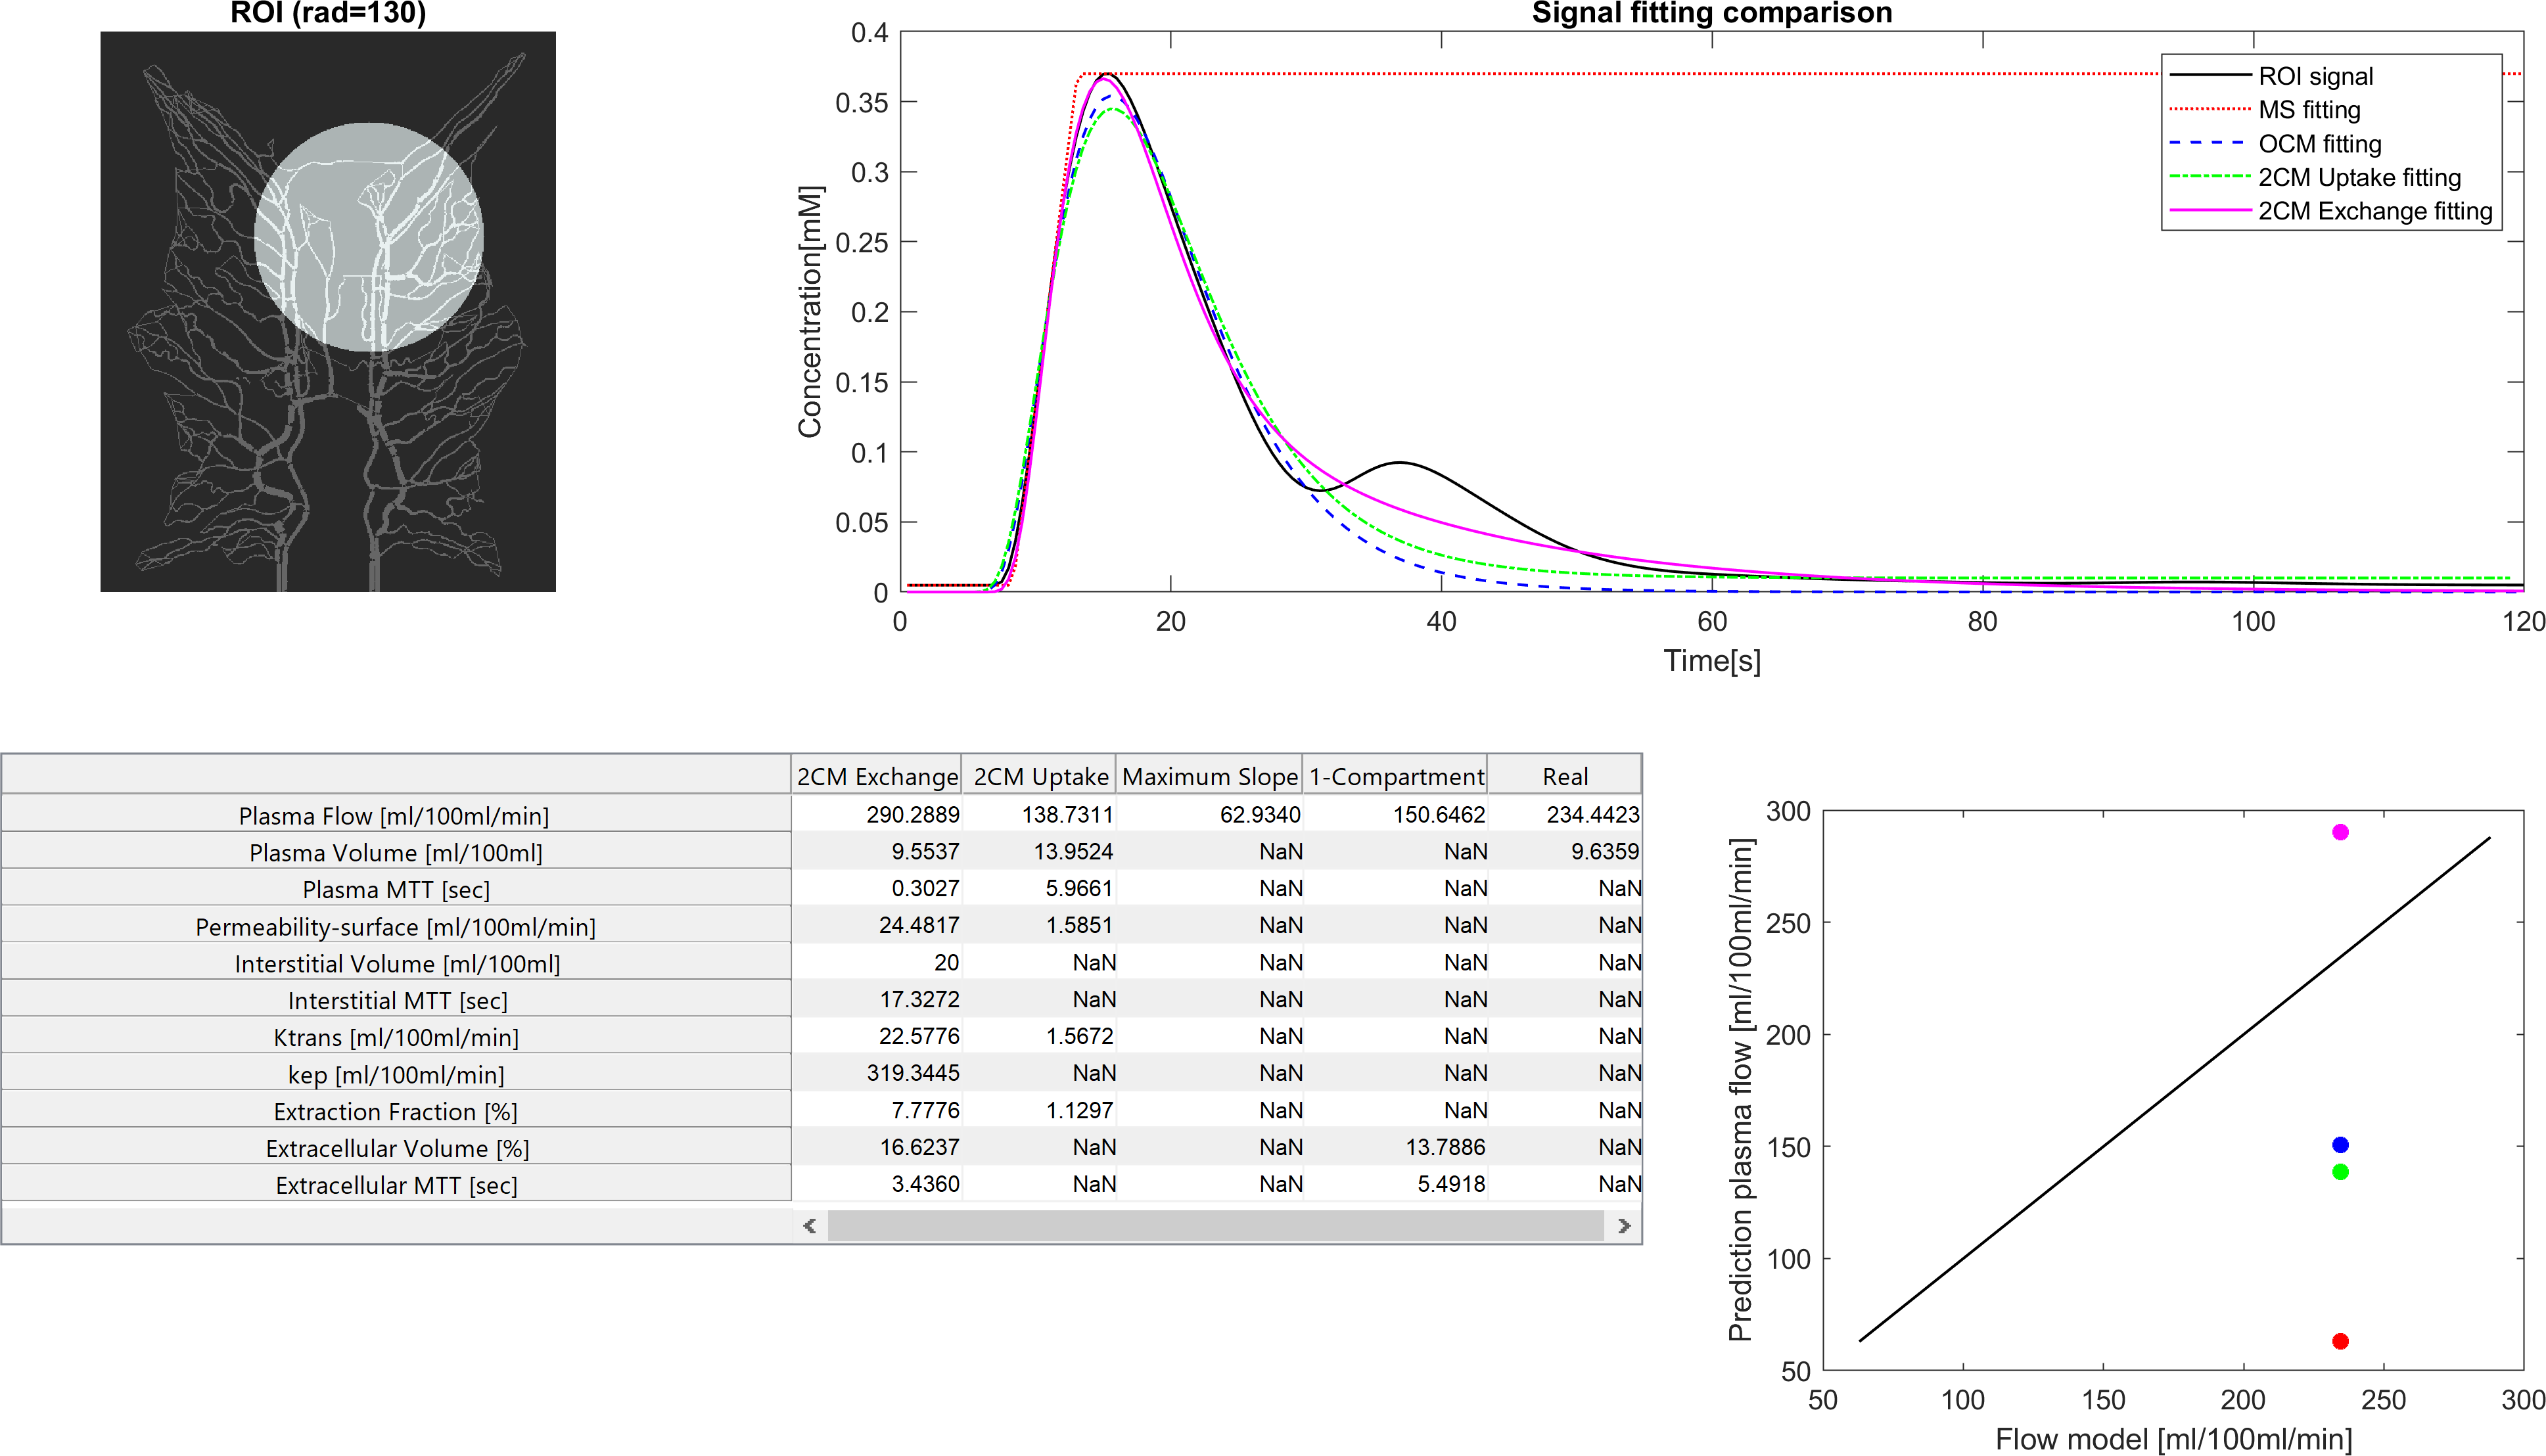 ROI (rad=130)
Signal fitting comparison
0.4
0.35
0.3
0.25
0.2
0.15
0.1
0.05
0
Concentration[mM]
0 20 40 60 80 100 120
Time[s]
ROI signal
MS fitting
OCM fitting
2CM Uptake fitting
2CM Exchange fitting
2CM Exchange 2CM Uptake Maximum Slope 1-Compartment Real
Plasma Flow [ml/100ml/min] 290.2889 138.7311 62.9340 150.6462 234.4423
Plasma Volume [ml/100ml] 9.5537 13.9524 NaN NaN 9.6359
Plasma MTT [sec] 0.3027 5.9661 NaN NaN NaN
Permeability-surface [ml/100ml/min] 24.4817 1.5851 NaN NaN NaN
Interstitial Volume [ml/100ml] 20 NaN NaN NaN NaN
Interstitial MTT [sec] 17.3272 NaN NaN NaN NaN
Ktrans [ml/100ml/min] 22.5776 1.5672 NaN NaN NaN
kep [ml/100ml/min] 319.3445 NaN NaN NaN NaN
Extraction Fraction [%] 7.7776 1.1297 NaN NaN NaN
Extracellular Volume [%] 16.6237 NaN NaN 13.7886 NaN
Extracellular MTT [sec] 3.4360 NaN NaN 5.4918 NaN
300
250
200
150
100
50
Prediction plasma flow [ml/100ml/min]
50 100 150 200 250 300
Flow model [ml/100ml/min]